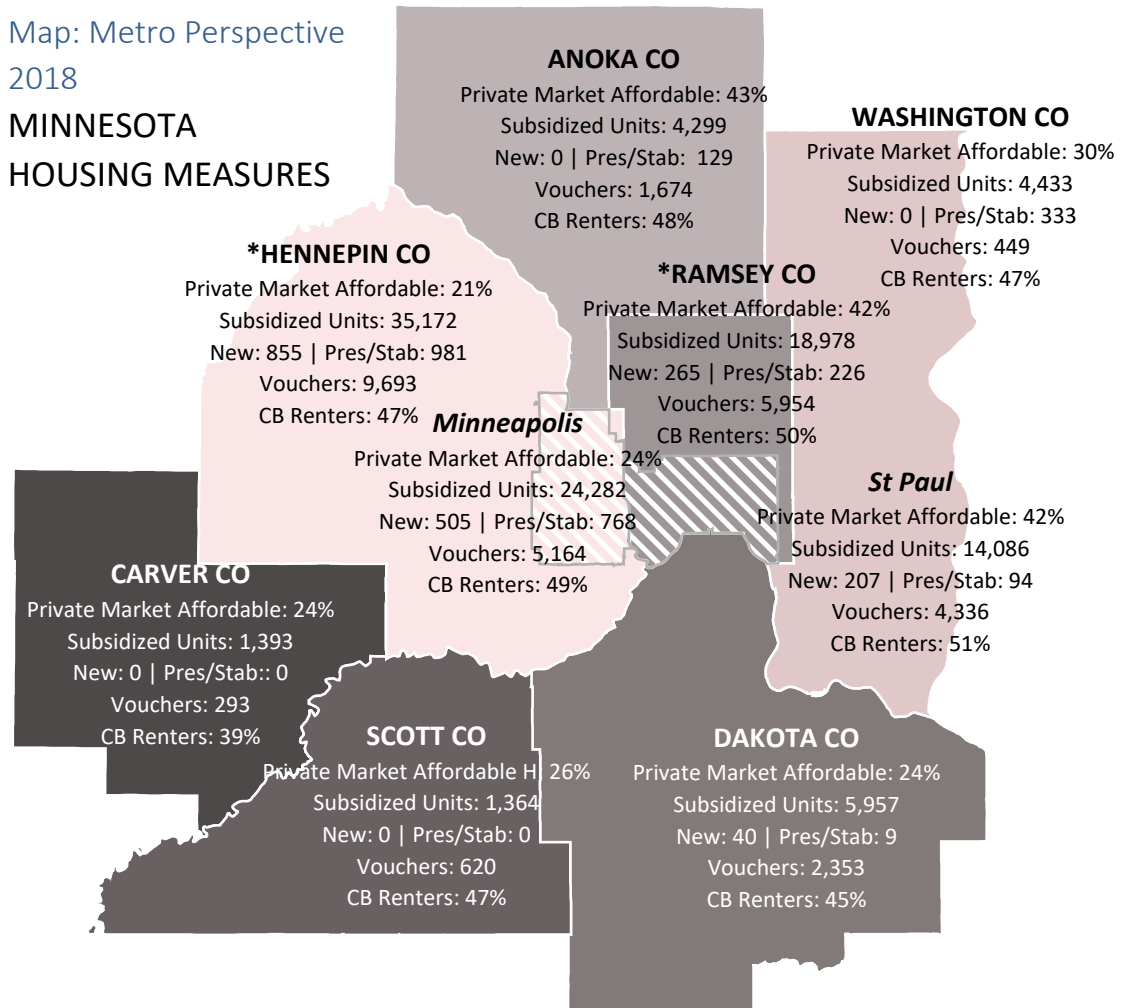 Map: Metro Perspective
2018
MINNESOTA
HOUSING MEASURES
ANOKA CO
Private Market Affordable: 43%
Subsidized Units: 4,299
New: 0 | Pres/Stab: 129
Vouchers: 1,674
CB Renters: 48%
WASHINGTON CO
Private Market Affordable: 30%
Subsidized Units: 4,433
New: 0 | Pres/Stab: 333
Vouchers: 449
CB Renters: 47%
*HENNEPIN CO
Private Market Affordable: 21%
Subsidized Units: 35,172
New: 855 | Pres/Stab: 981
Vouchers: 9,693
CB Renters: 47%
*RAMSEY CO
Private Market Affordable: 42%
Subsidized Units: 18,978
New: 265 | Pres/Stab: 226
Vouchers: 5,954
CB Renters: 50%
Minneapolis
Private Market Affordable: 24%
Subsidized Units: 24,282
New: 505 | Pres/Stab: 768
Vouchers: 5,164
CB Renters: 49%
St Paul
Private Market Affordable: 42%
Subsidized Units: 14,086
New: 207 | Pres/Stab: 94
Vouchers: 4,336
CB Renters: 51%
CARVER CO
Private Market Affordable: 24%
Subsidized Units: 1,393
New: 0 | Pres/Stab:: 0
Vouchers: 293
CB Renters: 39%
SCOTT CO
Private Market Affordable H 26%
Subsidized Units: 1,364
New: 0 | Pres/Stab: 0
Vouchers: 620
CB Renters: 47%
DAKOTA CO
Private Market Affordable: 24%
Subsidized Units: 5,957
New: 40 | Pres/Stab: 9
Vouchers: 2,353
CB Renters: 45%